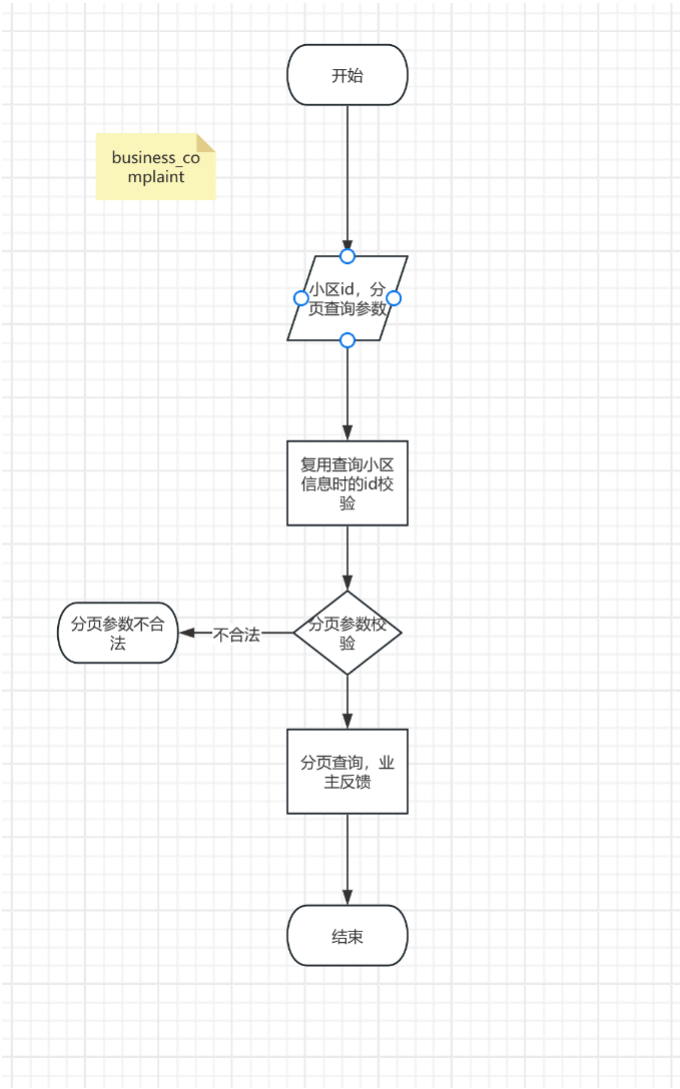 开始
business_co
mplaint
小区id，分
页查询参数
复用查询小区
信息时的id校
验
分页参数校
验
不合法
分页参数不合
法
分页查询，业
主反馈
结束